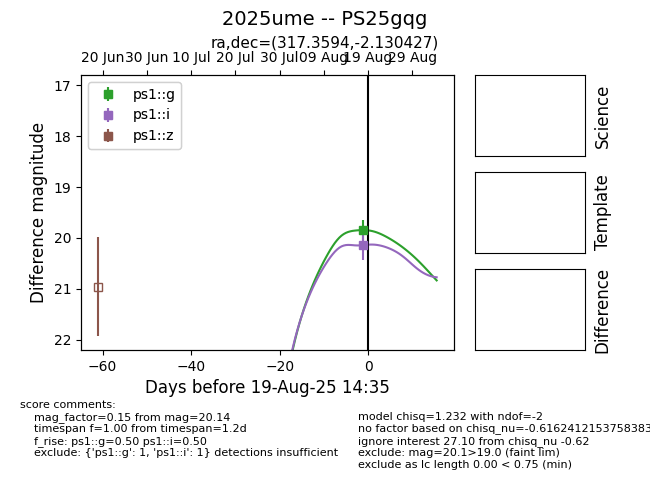 2025ume -- PS25gqg
ra,dec=(317.3594,-2.130427)
20 Jun 30 Jun 10 Jul 20 Jul 30 Jul 09 Aug 19 Aug 29 Aug
ps1::g
ps1::i
ps1::z
17
18
19
20
21
22
Difference magnitude
−60 −40 −20 0
Days before 19-Aug-25 14:35
Science
Template
Difference
score comments:
mag_factor=0.15 from mag=20.14
timespan f=1.00 from timespan=1.2d
f_rise: ps1::g=0.50 ps1::i=0.50
exclude: {'ps1::g': 1, 'ps1::i': 1} detections insufficient
model chisq=1.232 with ndof=-2
no factor based on chisq_nu=-0.6162412153758383
ignore interest 27.10 from chisq_nu -0.62
exclude: mag=20.1>19.0 (faint lim)
exclude as lc length 0.00 < 0.75 (min)